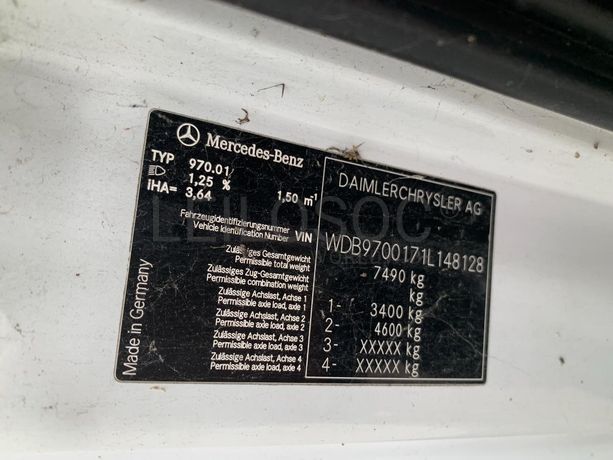 Mercedes-Benz
TYP 970.01
1,25 %
iHA= 3,64 1,50 m⁻¹
DAIMLERCHRYSLER AG
Fahrzeugidentifizierungsnummer
Vehicle Identification Number VIN WDB9700171L148128
Zulässiges Gesamtgewicht
Permissible total weight 7490 kg
Zulässiges Zug-Gesamtgewicht
Permissible combination weight kg
Zulässige Achslast, Achse 1
Permissible axle load, axle 1 1- 3400 kg
Zulässige Achslast, Achse 2
Permissible axle load, axle 2 2- 4600 kg
Zulässige Achslast, Achse 3
Permissible axle load, axle 3 3- XXXXX kg
Zulässige Achslast, Achse 4
Permissible axle load, axle 4 4- XXXXX kg
Made in Germany
LEILOSOC